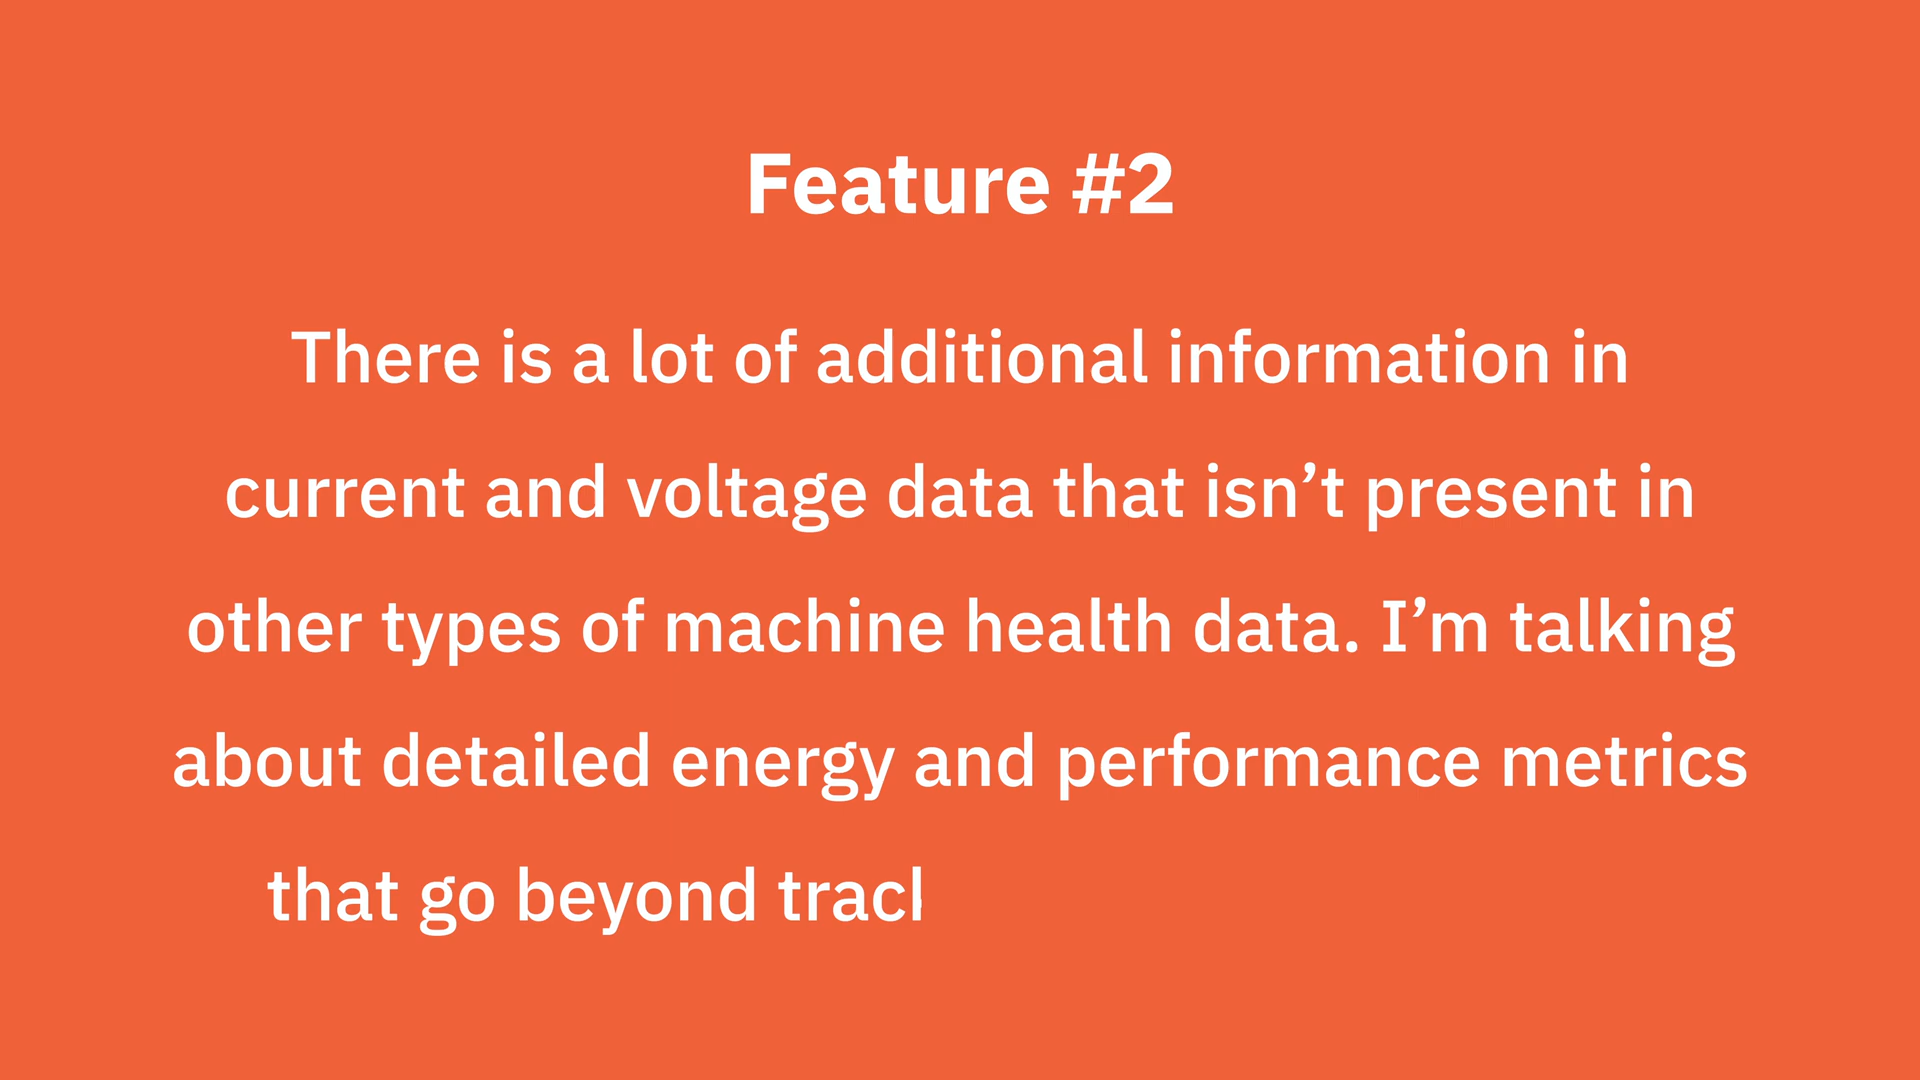 Feature #2
There is a lot of additional information in
current and voltage data that isn’t present in
other types of machine health data. I’m talking
about detailed energy and performance metrics
that go beyond